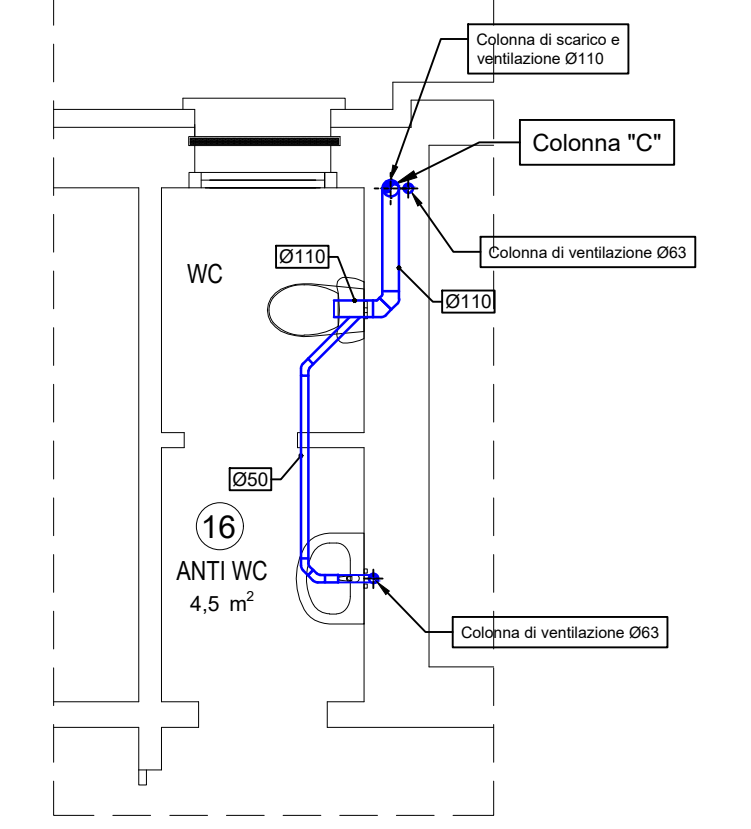 Colonna di scarico e
ventilazione Ø110
Colonna "C"
Colonna di ventilazione Ø63
Ø110
WC
Ø110
Ø50
16
ANTI WC
4,5 m²
Colonna di ventilazione Ø63